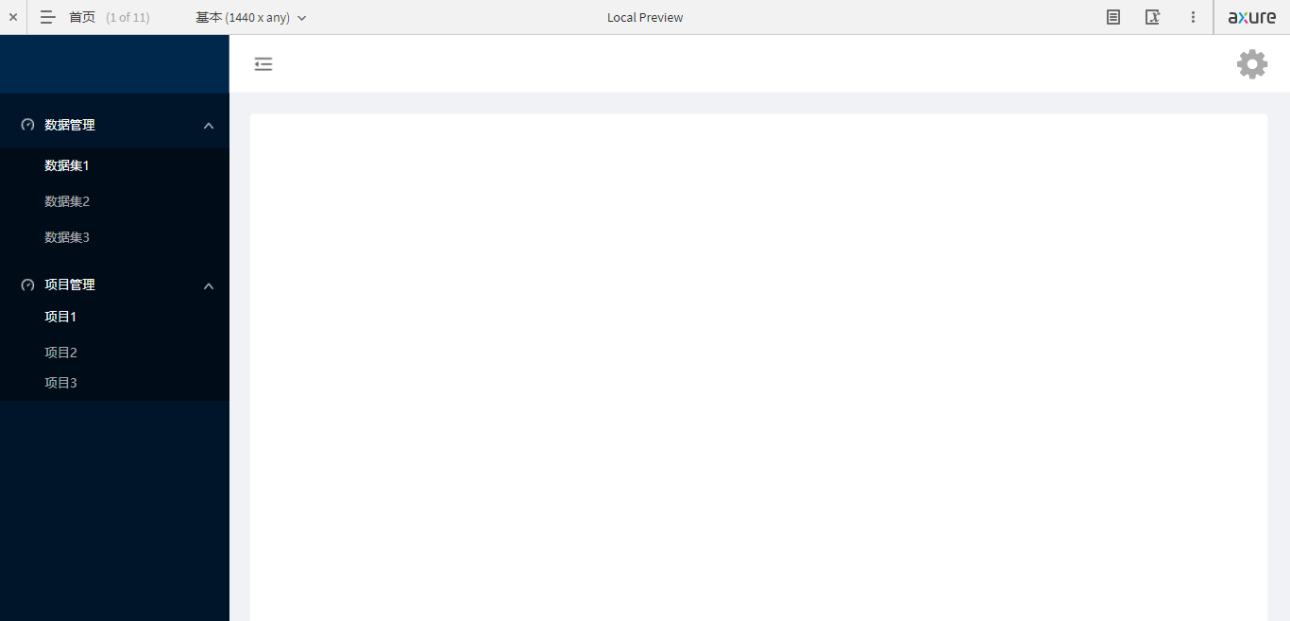 首页 (1 of 11) 基本 (1440 x any) Local Preview axure
数据管理
数据集1
数据集2
数据集3
项目管理
项目1
项目2
项目3